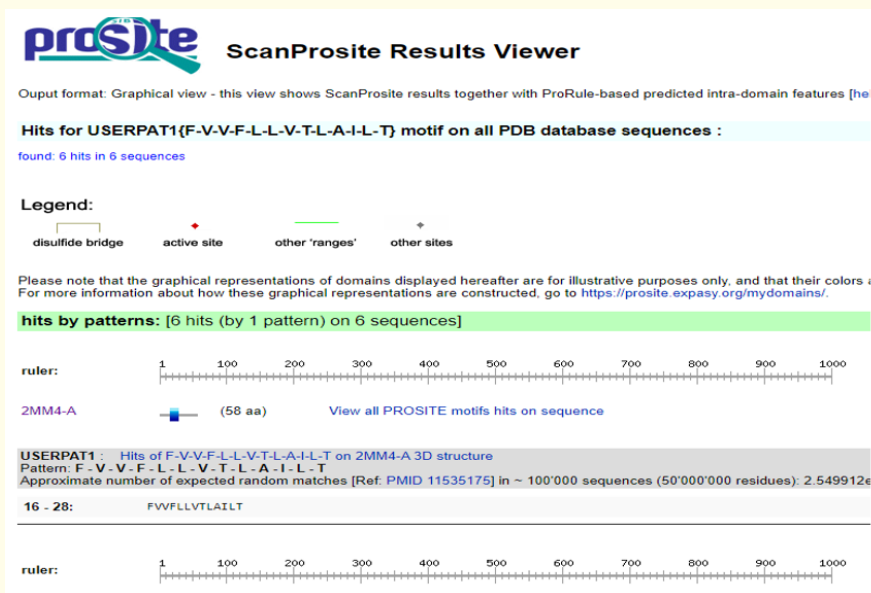 prosite
ScanProsite Results Viewer
Ouput format: Graphical view - this view shows ScanProsite results together with ProRule-based predicted intra-domain features [he
Hits for USERPAT1{F-V-V-F-L-L-V-T-L-A-I-L-T} motif on all PDB database sequences :
found: 6 hits in 6 sequences
Legend:
disulfide bridge active site other 'ranges' other sites
Please note that the graphical representations of domains displayed hereafter are for illustrative purposes only, and that their colors a
For more information about how these graphical representations are constructed, go to https://prosite.expasy.org/mydomains/.
hits by patterns: [6 hits (by 1 pattern) on 6 sequences]
ruler: 1 100 200 300 400 500 600 700 800 900 1000
2MM4-A (58 aa) View all PROSITE motifs hits on sequence
USERPAT1 : Hits of F-V-V-F-L-L-V-T-L-A-I-L-T on 2MM4-A 3D structure
Pattern: F - V - V - F - L - L - V - T - L - A - I - L - T
Approximate number of expected random matches [Ref: PMID 11535175] in ~ 100'000 sequences (50'000'000 residues): 2.549912e
16 - 28: FVVFLLVTLAILT
ruler: 1 100 200 300 400 500 600 700 800 900 1000